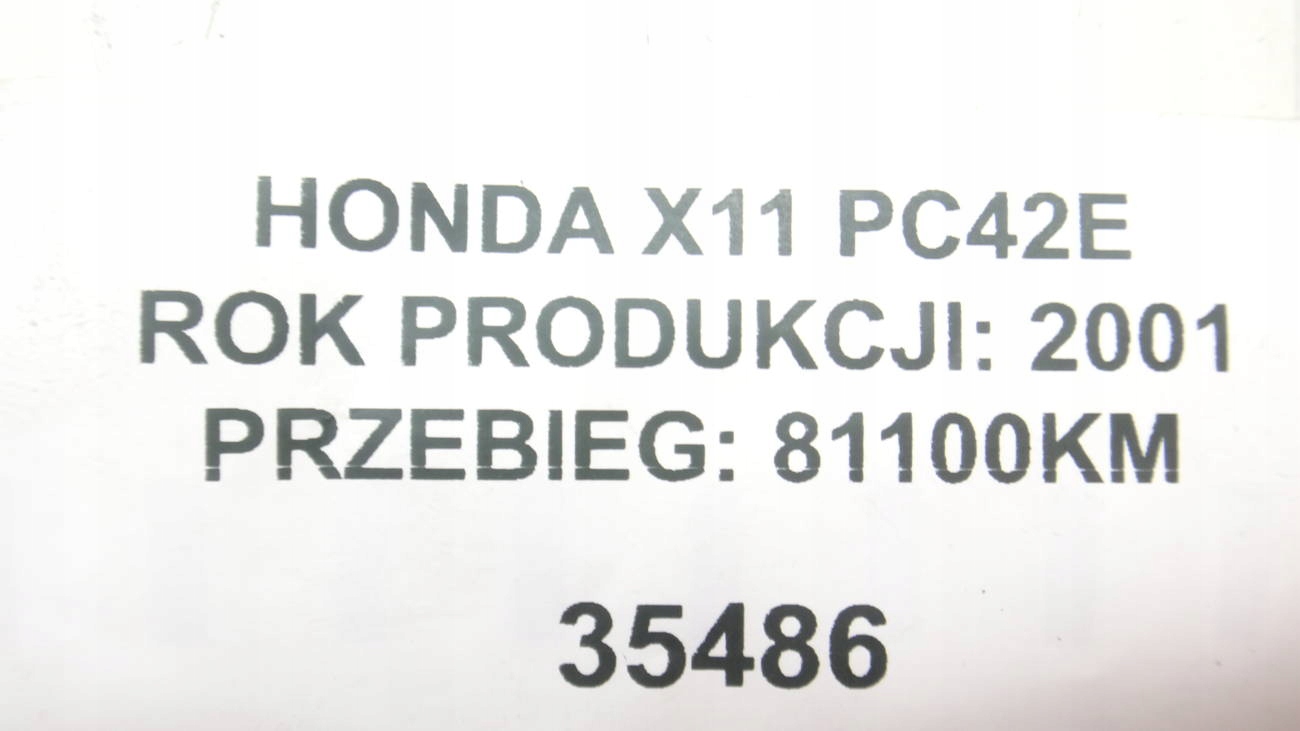 HONDA X11 PC42E
ROK PRODUKCJI: 2001
PRZEBIEG: 81100KM
35486